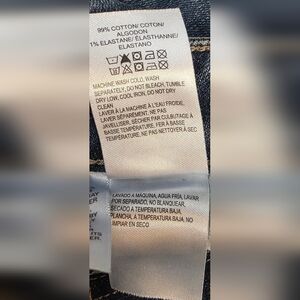 99% COTTON/ COTON/
ALGODON
1% ELASTANE/ ÉLASTHANNE/
ELASTANO
MACHINE WASH COLD, WASH
SEPARATELY, DO NOT BLEACH, TUMBLE
DRY LOW, COOL IRON, DO NOT DRY
CLEAN
LAVER À LA MACHINE À L'EAU FROIDE,
LAVER SÉPARÉMENT, NE PAS
JAVELLISER, SÉCHER PAR CULBUTAGE À
BASSE TEMPÉRATURE, FER À BASSE
TEMPÉRATURE, NE PAS NETTOYER À SEC
LAVADO A MÁQUINA, AGUA FRÍA, LAVAR
POR SEPARADO, NO BLANQUEAR,
SECADO A TEMPERATURA BAJA,
PLANCHA, A TEMPERATURA BAJA, NO
LIMPIAR EN SECO